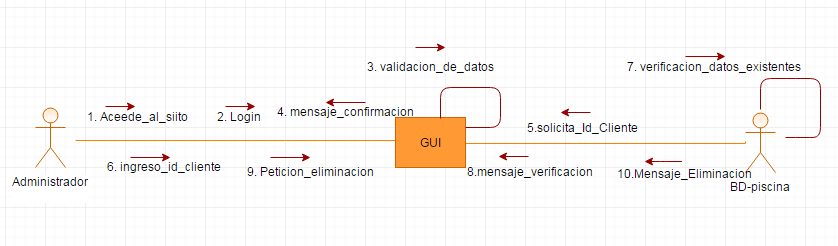 3. validacion_de_datos
7. verificacion_datos_existentes
1. Aceede_al_siito
2. Login
4. mensaje_confirmacion
5.solicita_Id_Cliente
GUI
6. ingreso_id_cliente
9. Peticion_eliminacion
8.mensaje_verificacion
10.Mensaje_Eliminacion
Administrador
BD-piscina